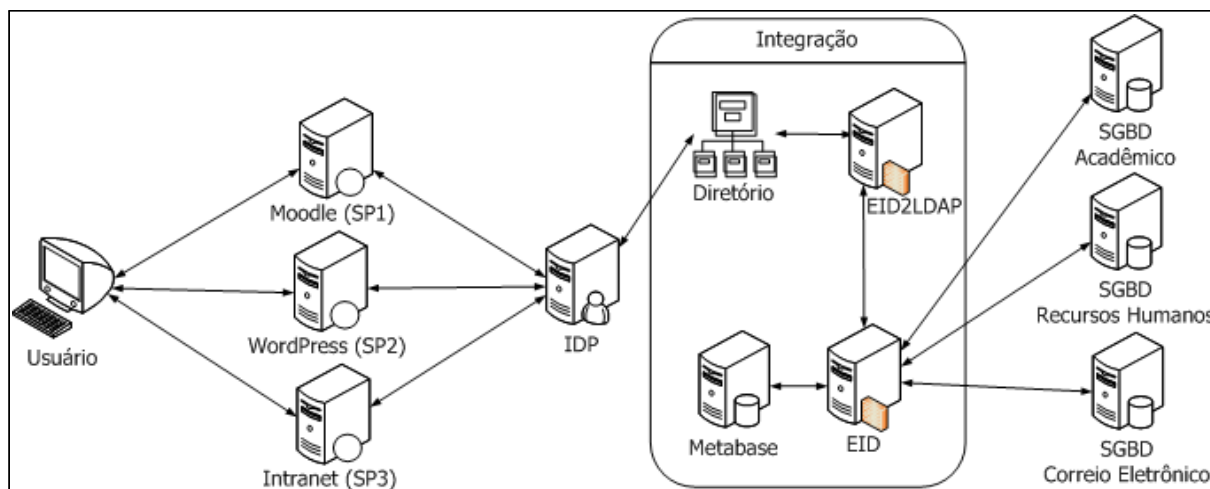 Integração
Moodle (SP1)
Usuário
WordPress (SP2)
Intranet (SP3)
IDP
Diretório
EID2LDAP
Metabase
EID
SGBD
Acadêmico
SGBD
Recursos Humanos
SGBD
Correio Eletrônico